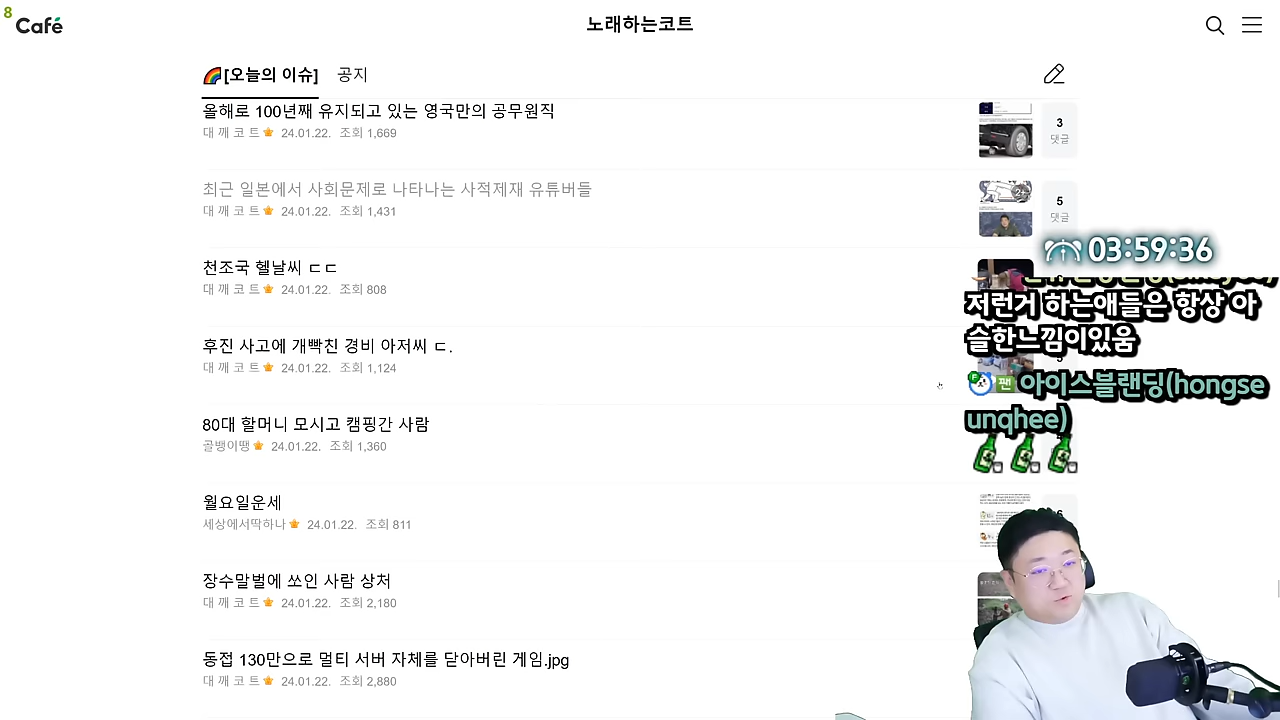 8
Café
노래하는코트
🌈[오늘의 이슈]
공지
올해로 100년째 유지되고 있는 영국만의 공무원직
대 깨 코 트 24.01.22. 조회 1,888
3
댓글
최근 일본에서 사회문제로 나타나는 사적제재 유튜버들
대 깨 코 트 24.01.22. 조회 1,431
5
댓글
03:59:36
천조국 헬날씨 ㄷㄷ
대 깨 코 트 24.01.22. 조회 808
저런거 하는애들은 항상 아
슬한느낌이있움
후진 사고에 개빡친 경비 아저씨 ㄷ.
대 깨 코 트 24.01.22. 조회 1,124
팬 아이스블랜딩(hongse
unqhee)
80대 할머니 모시고 캠핑간 사람
골뱅이땡 24.01.22. 조회 1,360
월요일운세
24.01.22. 조회 811
장수말벌에 쏘인 사람 상처
대 깨 코 트 24.01.22. 조회 2,180
동접 130만으로 멀티 서버 자체를 닫아버린 게임.jpg
대 깨 코 트 24.01.22. 조회 2,880